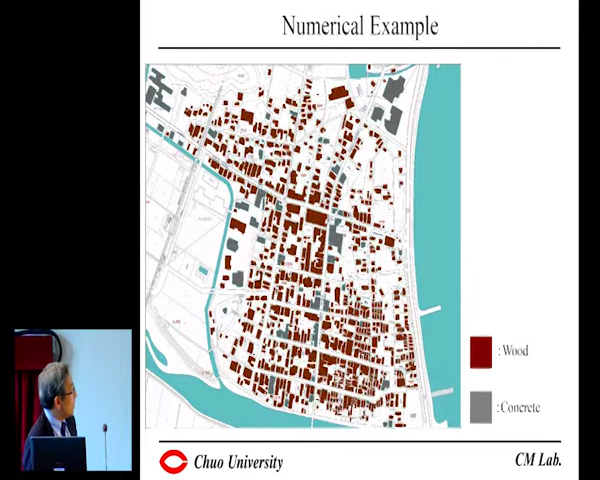 Numerical Example
: Wood
: Concrete
Chuo University
CM Lab.